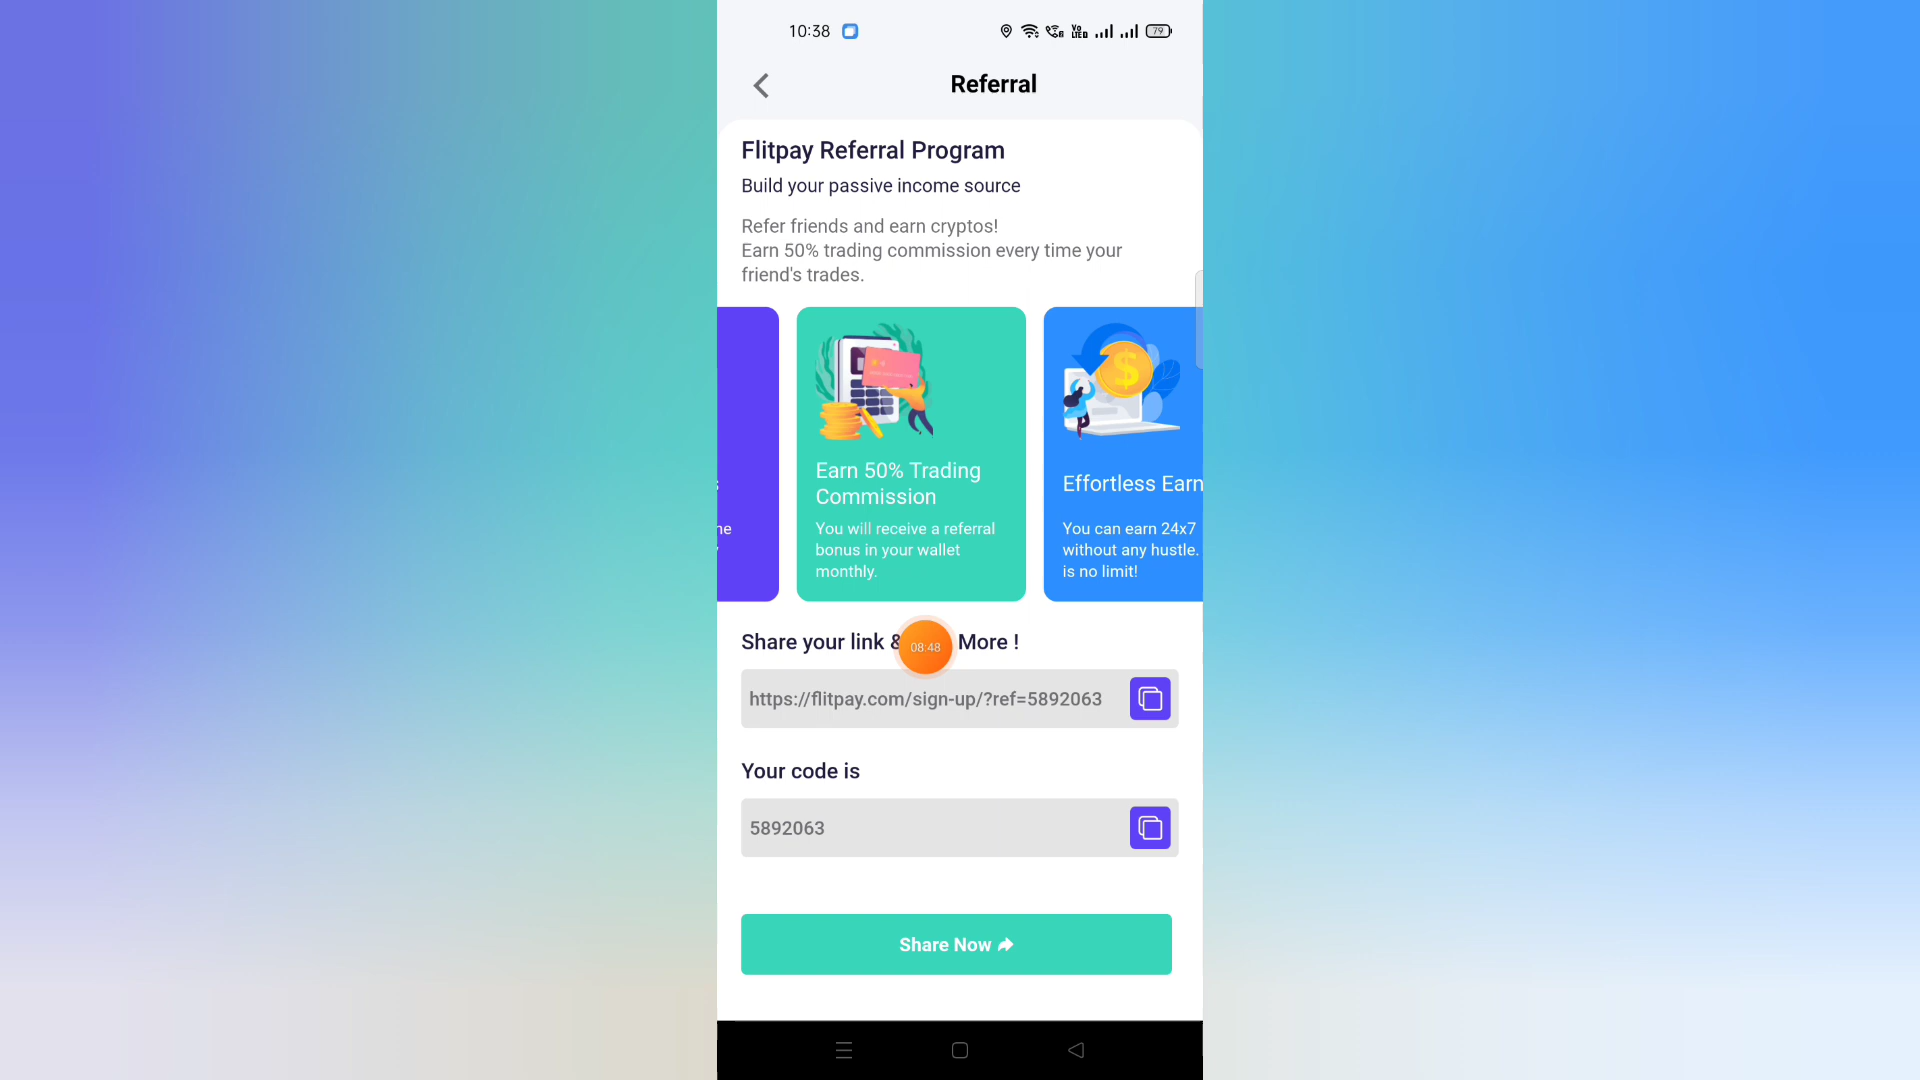 10:38
79
Referral
Flitpay Referral Program
Build your passive income source
Refer friends and earn cryptos!
Earn 50% trading commission every time your
friend's trades.
Earn 50% Trading
Commission
You will receive a referral
bonus in your wallet
monthly.
Effortless Earn
You can earn 24x7
without any hustle.
is no limit!
Share your link & More !
08:48
https://flitpay.com/sign-up/?ref=5892063
Your code is
5892063
Share Now